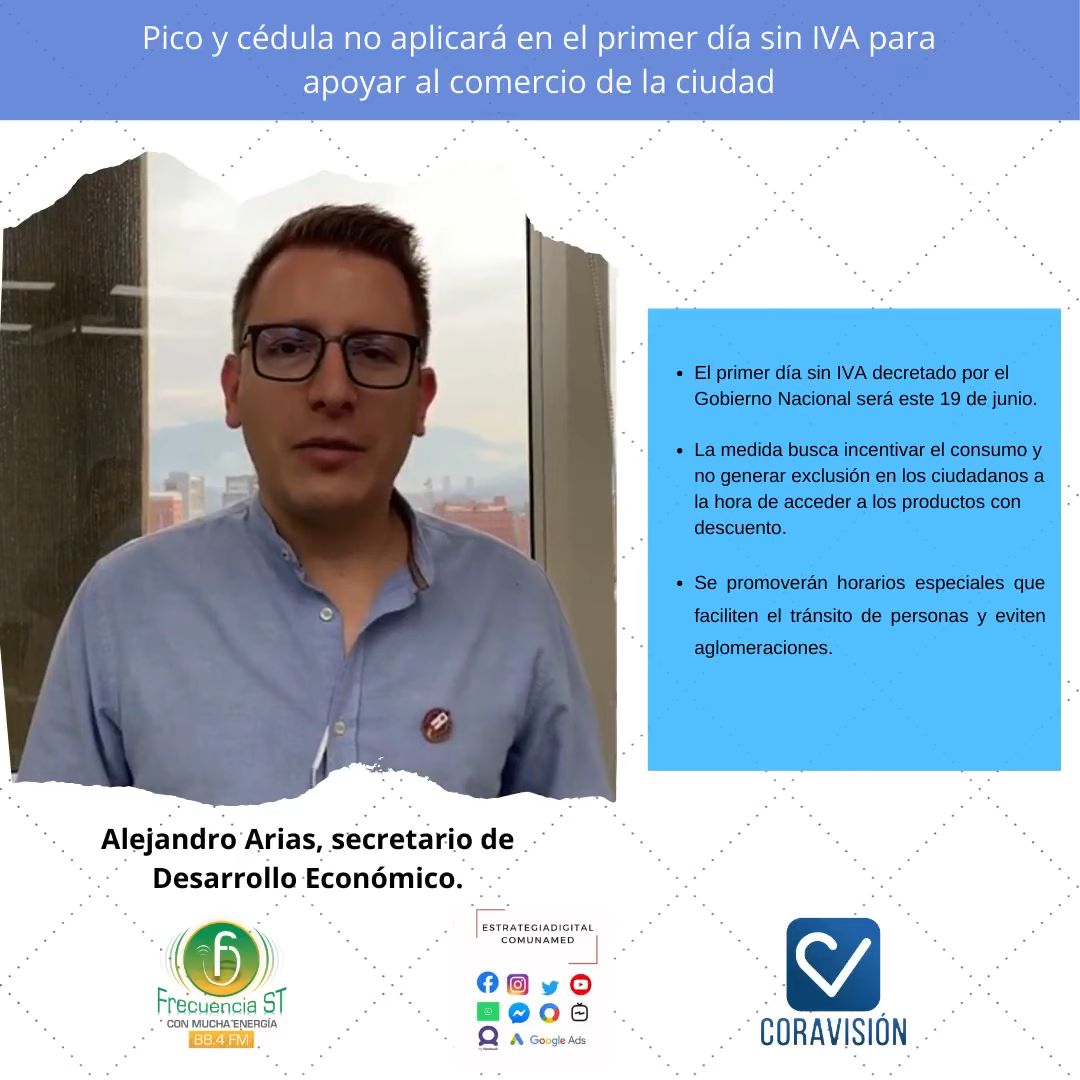 Pico y cédula no aplicará en el primer día sin IVA para
apoyar al comercio de la ciudad
El primer día sin IVA decretado por el
Gobierno Nacional será este 19 de junio.
La medida busca incentivar el consumo y
no generar exclusión en los ciudadanos a
la hora de acceder a los productos con
descuento.
Se promoverán horarios especiales que
faciliten el tránsito de personas y eviten
aglomeraciones.
Alejandro Arias, secretario de
Desarrollo Económico.
Frecuencia ST
CON MUCHA ENERGÍA
88.4 FM
ESTRATEGIADIGITAL
COMUNAMED
Google Ads
CORAVISIÓN